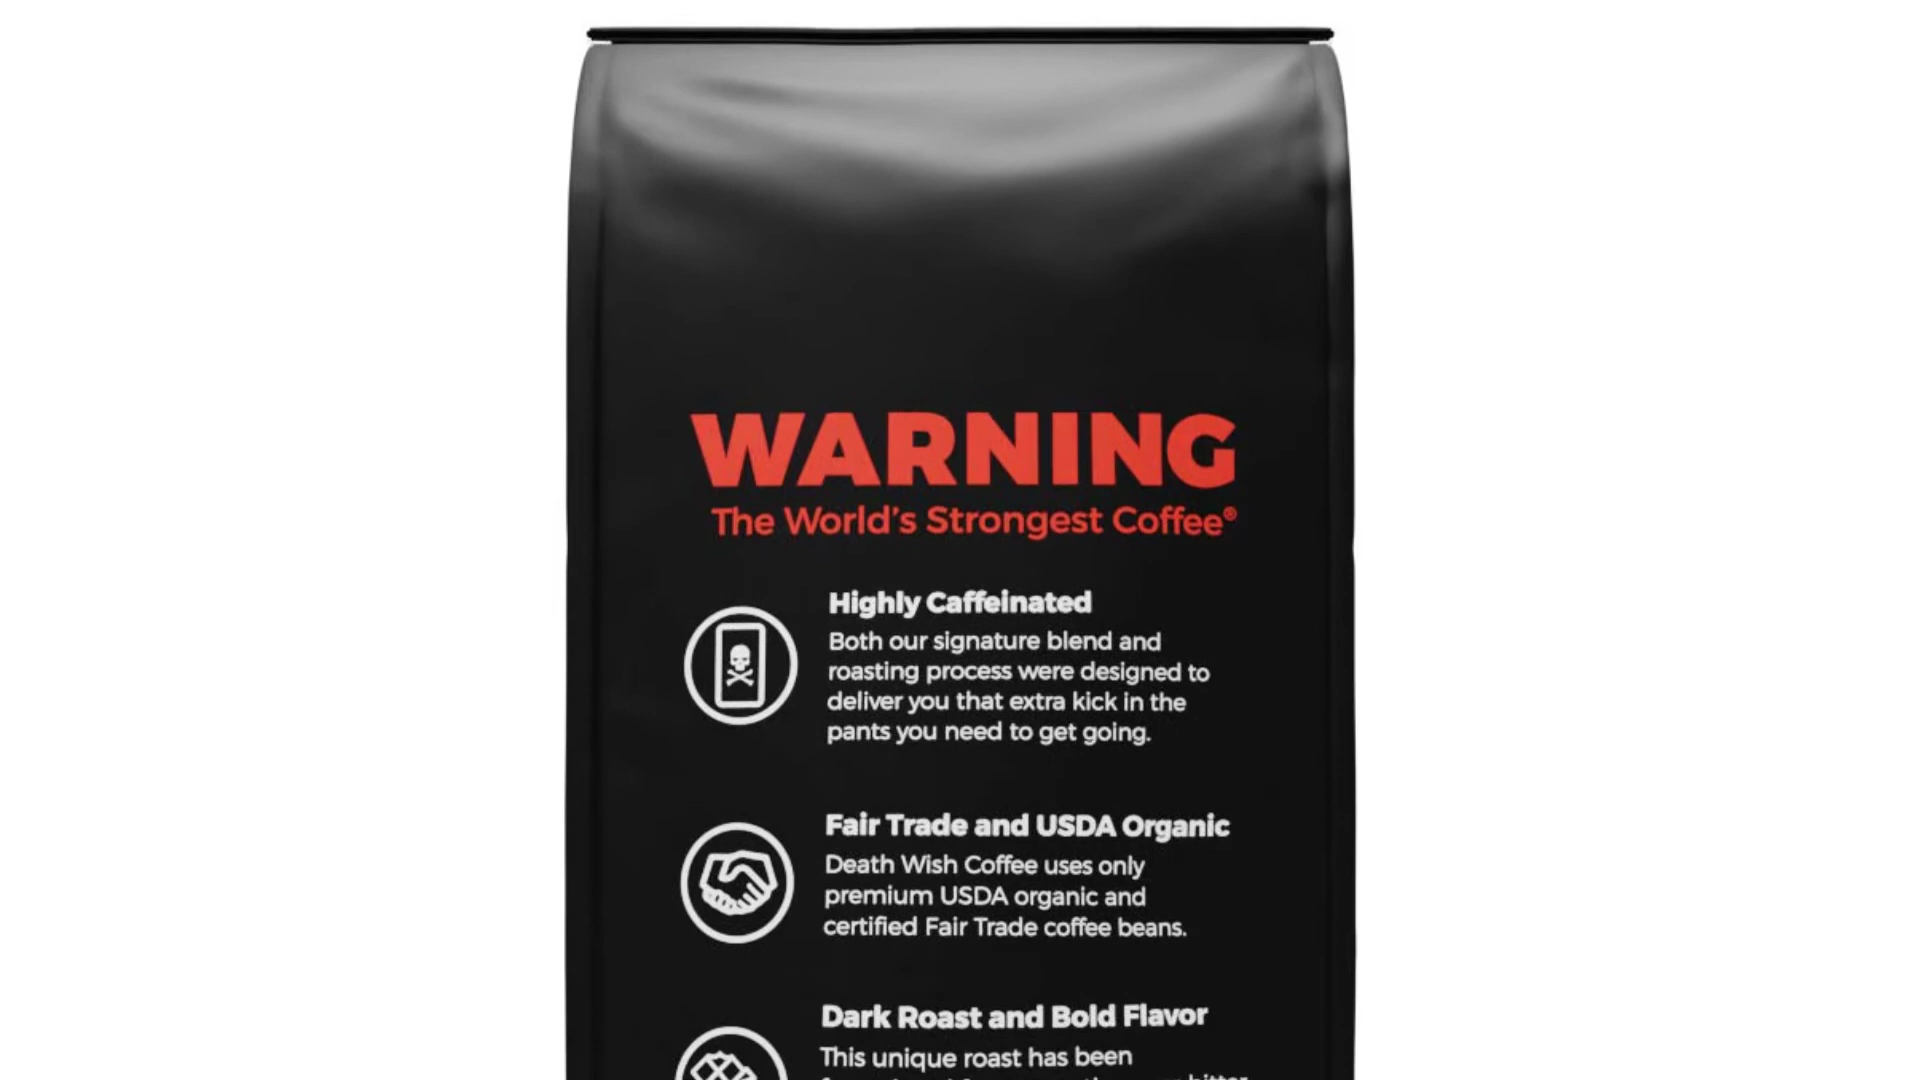 WARNING
The World's Strongest Coffee®
Highly Caffeinated
Both our signature blend and
roasting process were designed to
deliver you that extra kick in the
pants you need to get going.
Fair Trade and USDA Organic
Death Wish Coffee uses only
premium USDA organic and
certified Fair Trade coffee beans.
Dark Roast and Bold Flavor
This unique roast has been
bitter